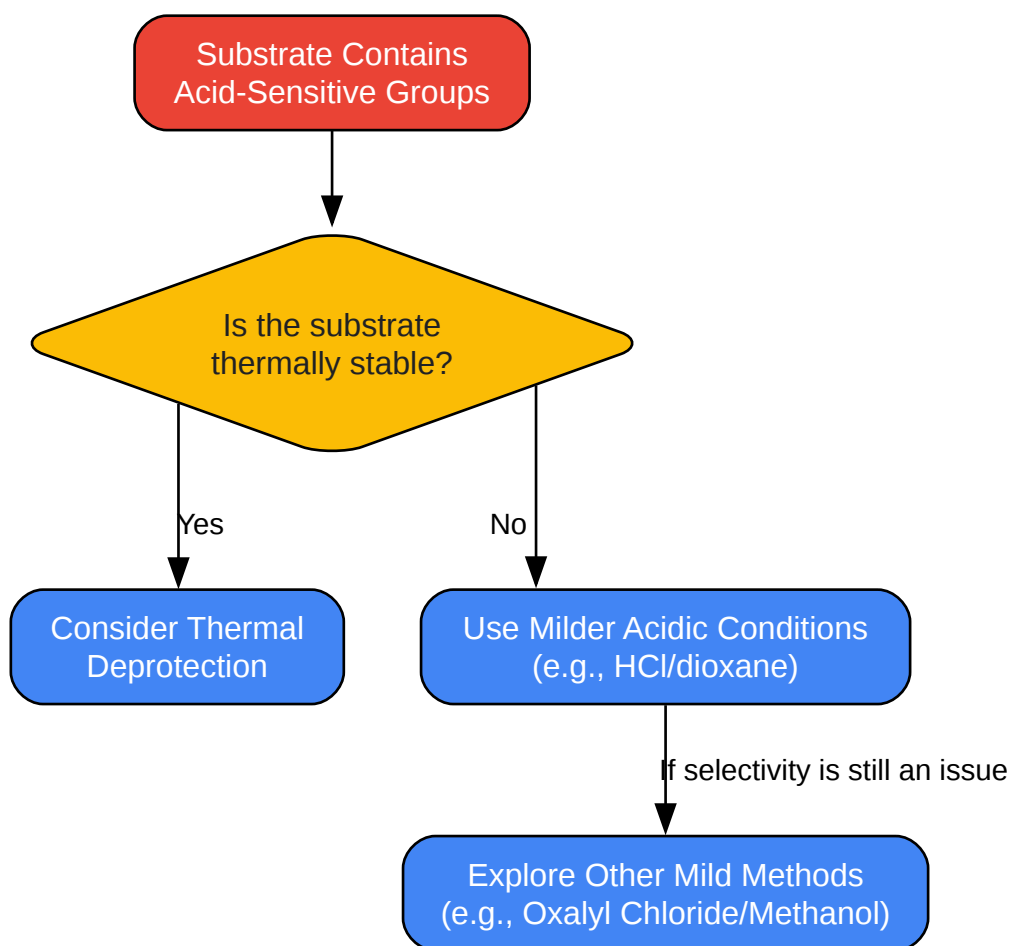 Substrate Contains
Acid-Sensitive Groups
Is the substrate
thermally stable?
Yes
No
Consider Thermal
Deprotection
Use Milder Acidic Conditions
(e.g., HCl/dioxane)
If selectivity is still an issue
Explore Other Mild Methods
(e.g., Oxalyl Chloride/Methanol)